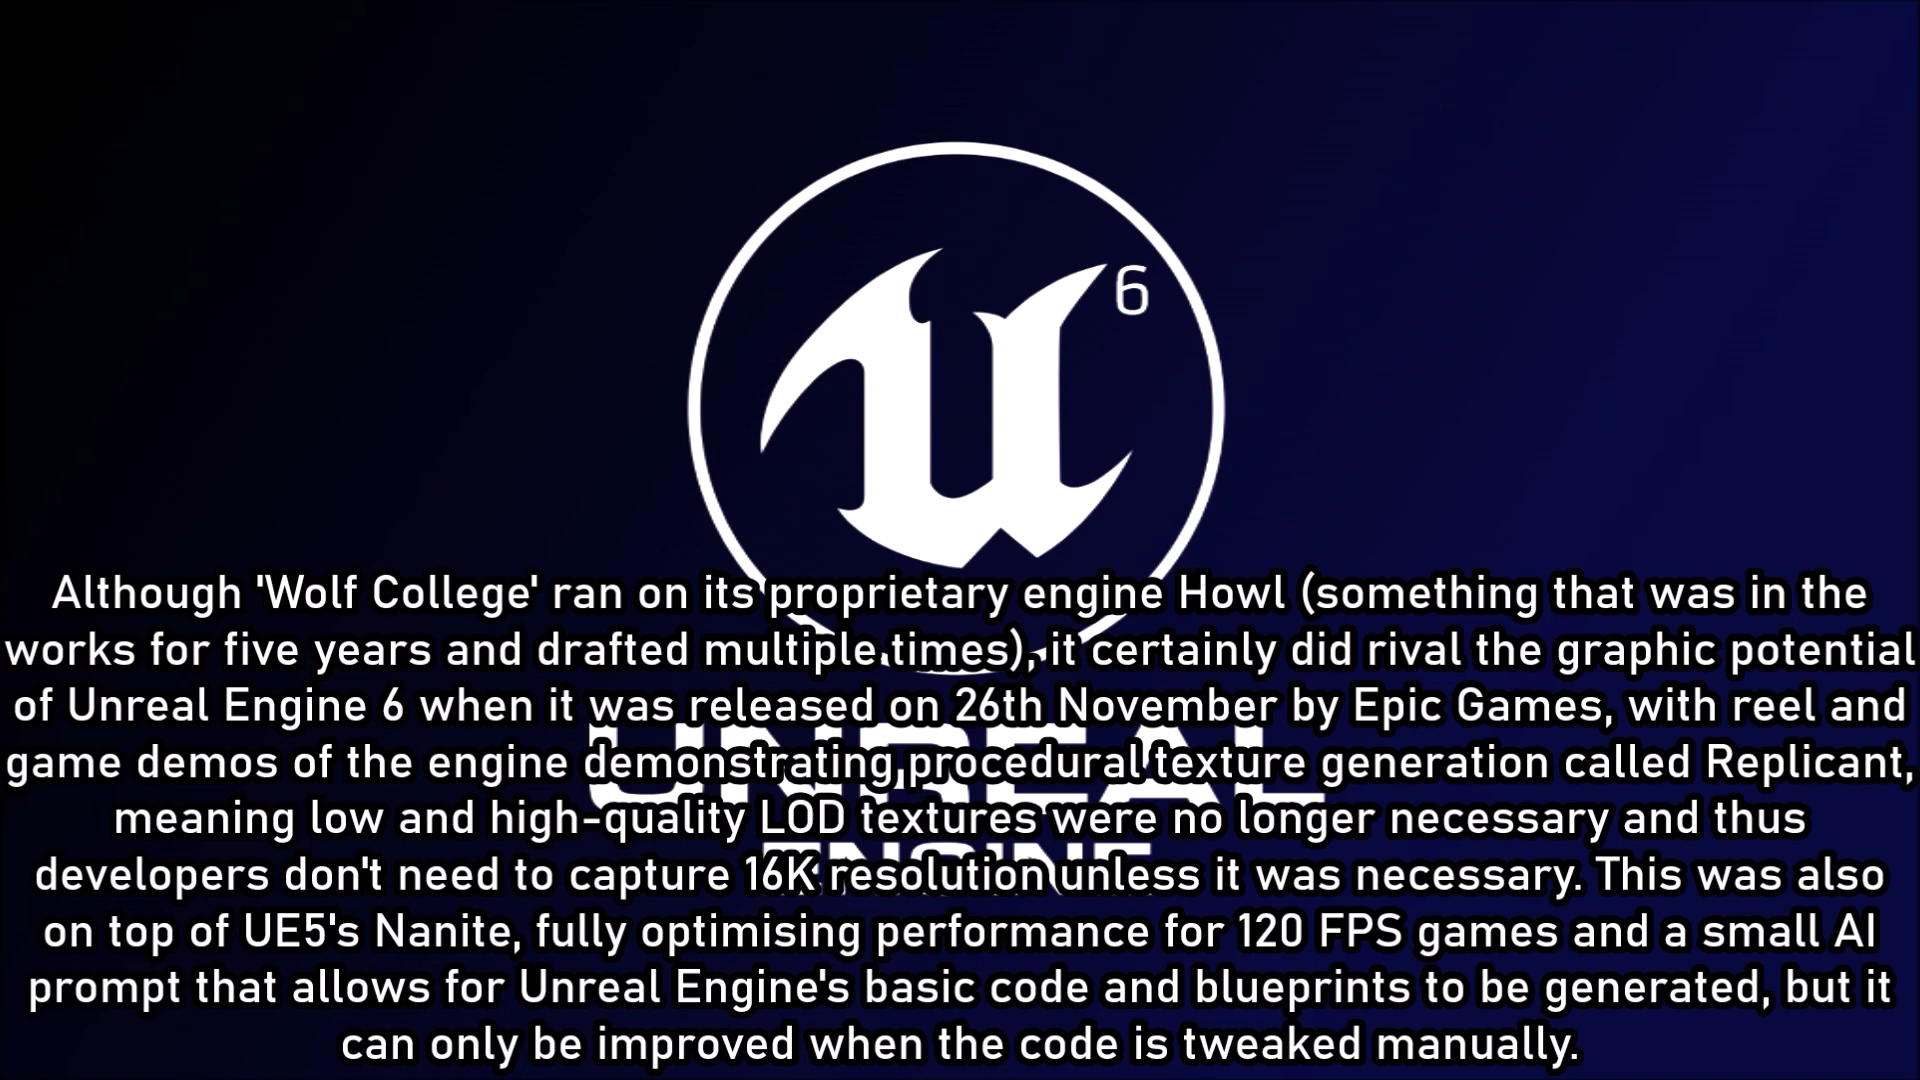 6
UNREAL
ENGINE
Although 'Wolf College' ran on its proprietary engine Howl (something that was in the
works for five years and drafted multiple times), it certainly did rival the graphic potential
of Unreal Engine 6 when it was released on 26th November by Epic Games, with reel and
game demos of the engine demonstrating procedural texture generation called Replicant,
meaning low and high-quality LOD textures were no longer necessary and thus
developers don't need to capture 16K resolution unless it was necessary. This was also
on top of UE5's Nanite, fully optimising performance for 120 FPS games and a small AI
prompt that allows for Unreal Engine's basic code and blueprints to be generated, but it
can only be improved when the code is tweaked manually.